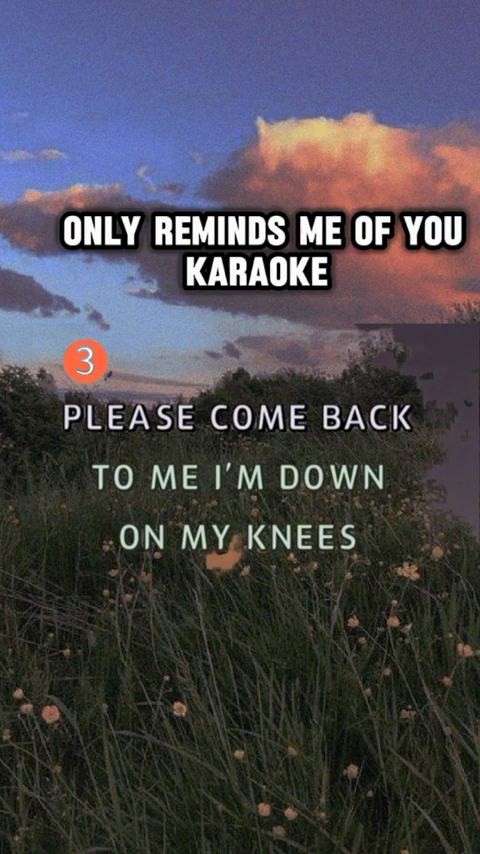 ONLY REMINDS ME OF YOU
KARAOKE
3
PLEASE COME BACK
TO ME I'M DOWN
ON MY KNEES